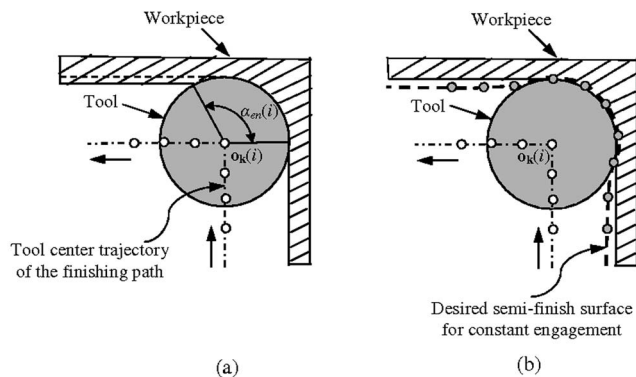 Workpiece
Tool
α_en(i)
o_k(i)
Tool center trajectory
of the finishing path
(a)
Workpiece
Tool
o_k(i)
Desired semi-finish surface
for constant engagement
(b)